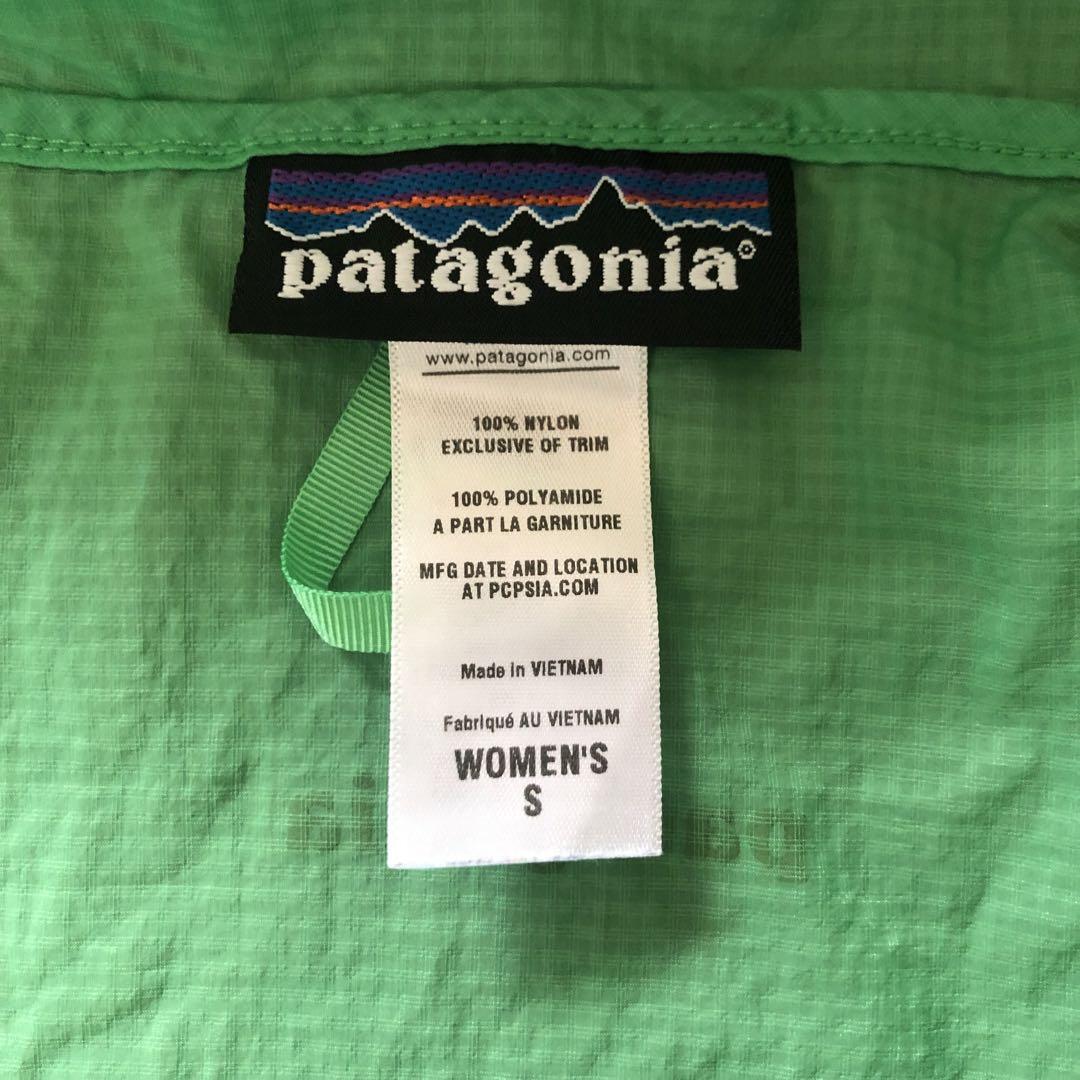 patagonia®
www.patagonia.com
100% NYLON
EXCLUSIVE OF TRIM
100% POLYAMIDE
A PART LA GARNITURE
MFG DATE AND LOCATION
AT PCPSIA.COM
Made in VIETNAM
Fabriqué AU VIETNAM
WOMEN'S
S